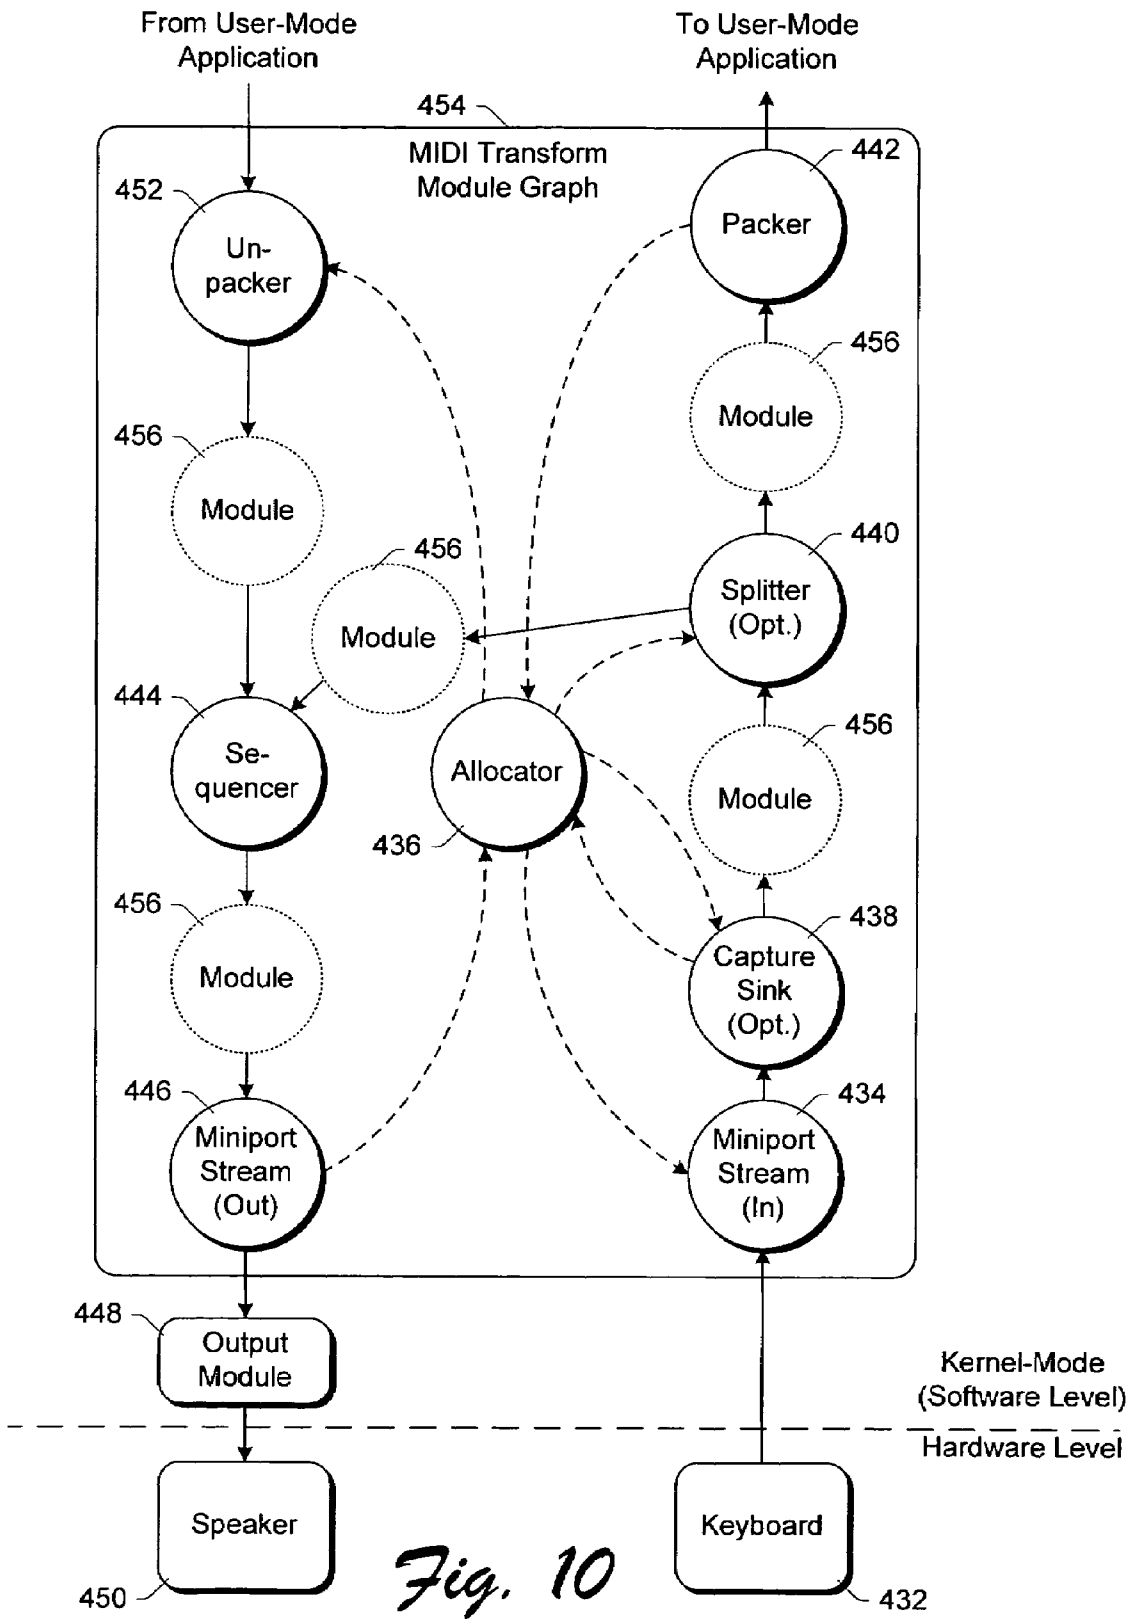 From User-Mode
Application
To User-Mode
Application
454
MIDI Transform
Module Graph
442
Packer
452
Un-
packer
456
Module
456
Module
456
Module
440
Splitter
(Opt.)
444
Se-
quencer
Allocator
436
456
Module
456
Module
438
Capture
Sink
(Opt.)
446
Miniport
Stream
(Out)
434
Miniport
Stream
(In)
448
Output
Module
Kernel-Mode
(Software Level)
Hardware Level
Speaker
450
Keyboard
432
Fig. 10